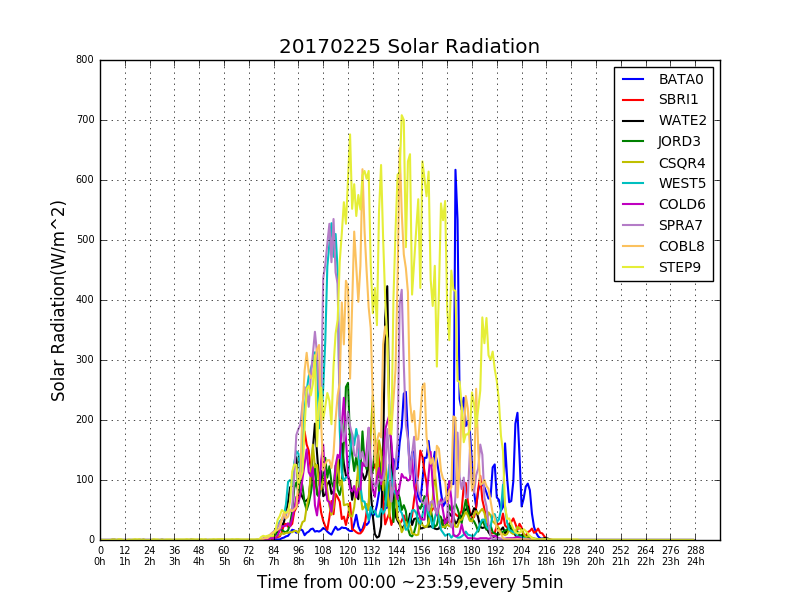 20170225 Solar Radiation
800
700
600
500
400
300
200
100
0
Solar Radiation(W/m^2)
BATA0
SBRI1
WATE2
JORD3
CSQR4
WEST5
COLD6
SPRA7
COBL8
STEP9
0 12 24 36 48 60 72 84 96 108 120 132 144 156 168 180 192 204 216 228 240 252 264 276 288
0h 1h 2h 3h 4h 5h 6h 7h 8h 9h 10h 11h 12h 13h 14h 15h 16h 17h 18h 19h 20h 21h 22h 23h 24h
Time from 00:00 ~23:59,every 5min